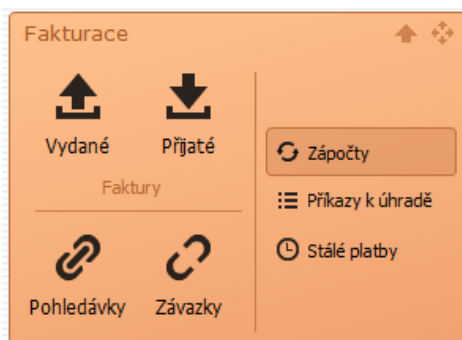 Fakturace
Vydané Přijaté
Faktury
Pohledávky Závazky
Zápočty
Příkazy k úhradě
Stálé platby